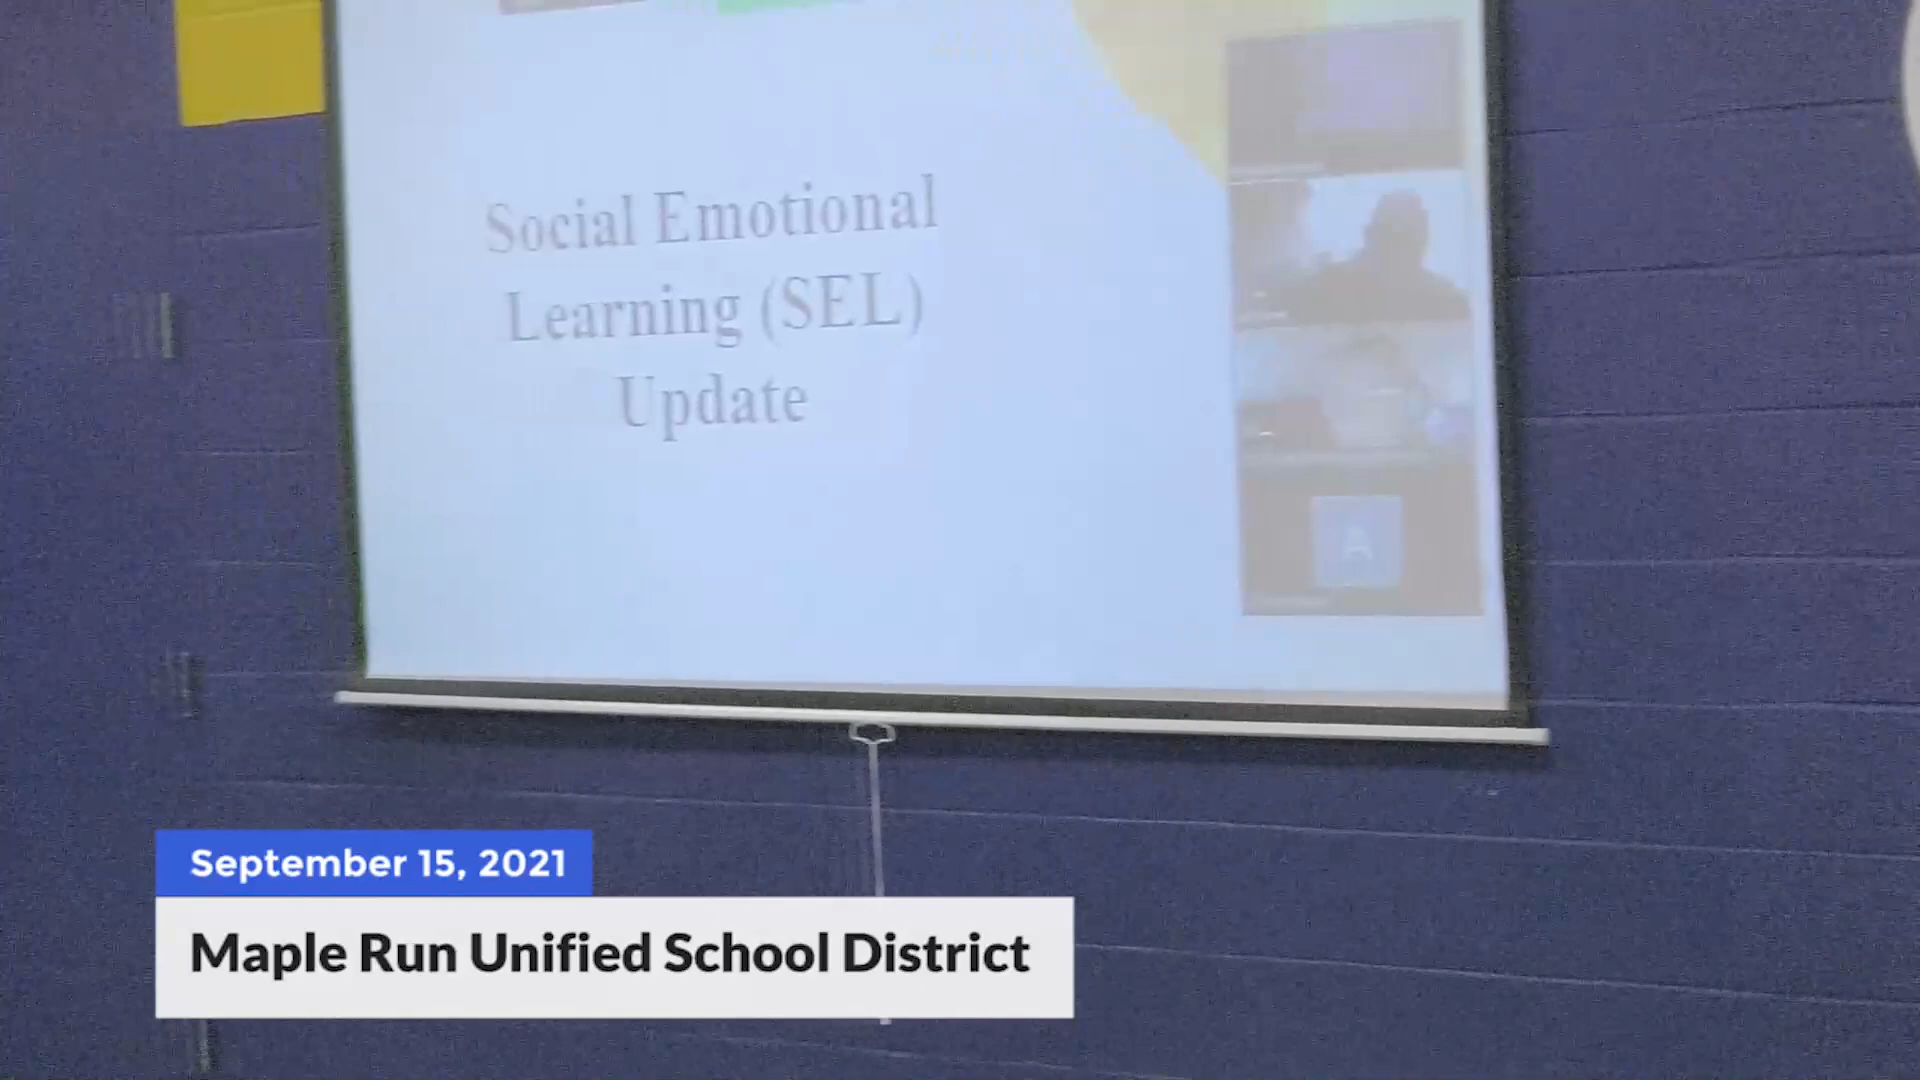 Social Emotional
Learning (SEL)
Update
A
September 15, 2021
Maple Run Unified School District